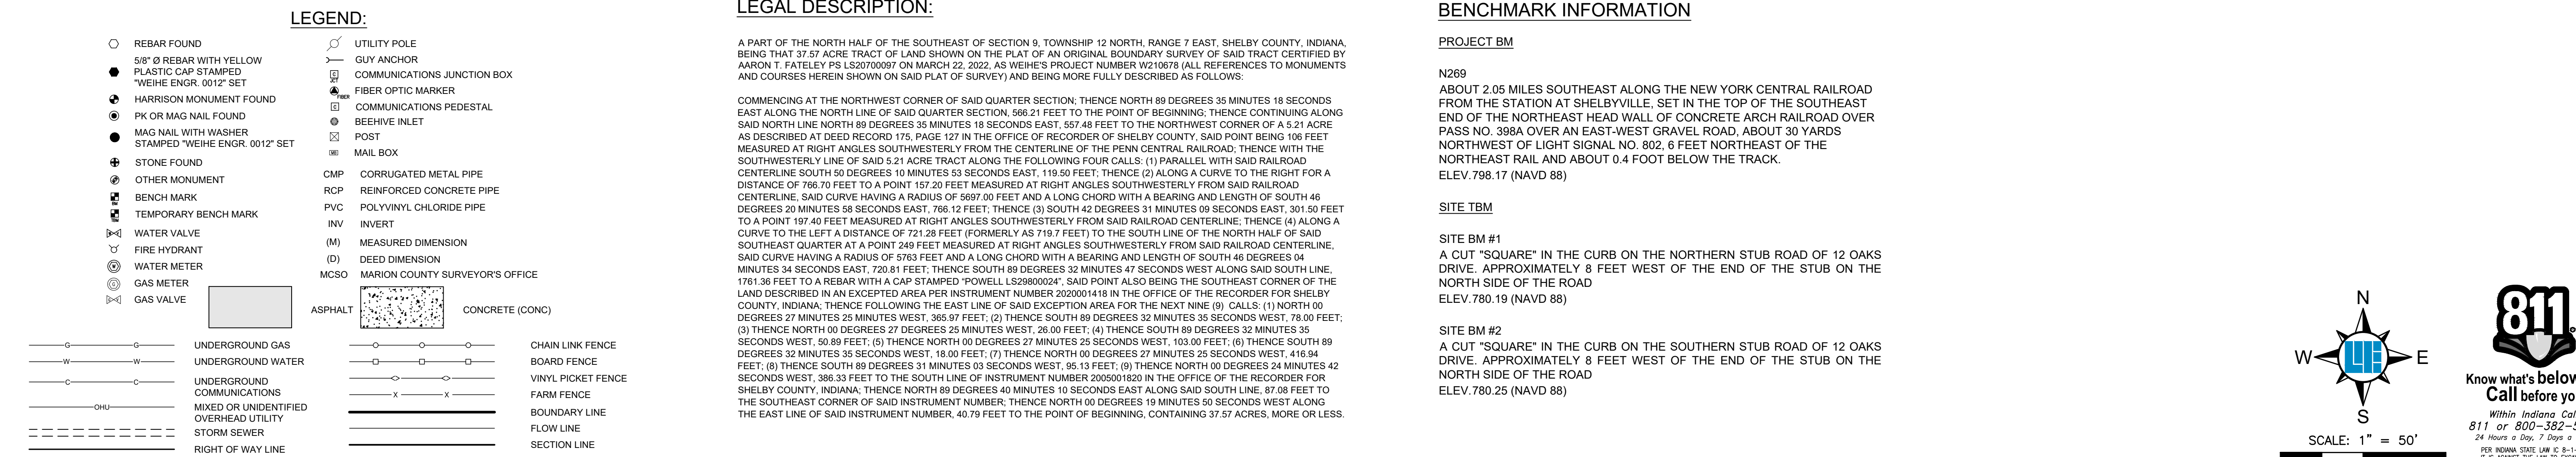 LEGEND:
REBAR FOUND
5/8" Ø REBAR WITH YELLOW
PLASTIC CAP STAMPED
"WEIHE ENGR. 0012" SET
HARRISON MONUMENT FOUND
PK OR MAG NAIL FOUND
MAG NAIL WITH WASHER
STAMPED "WEIHE ENGR. 0012" SET
STONE FOUND
OTHER MONUMENT
BM
BENCH MARK
TBM
TEMPORARY BENCH MARK
WATER VALVE
FIRE HYDRANT
W
WATER METER
G
GAS METER
GAS VALVE
UTILITY POLE
GUY ANCHOR
C
JCT
COMMUNICATIONS JUNCTION BOX
FIBER
FIBER OPTIC MARKER
C
COMMUNICATIONS PEDESTAL
BEEHIVE INLET
POST
MB
MAIL BOX
CMP CORRUGATED METAL PIPE
RCP REINFORCED CONCRETE PIPE
PVC POLYVINYL CHLORIDE PIPE
INV INVERT
(M) MEASURED DIMENSION
(D) DEED DIMENSION
MCSO MARION COUNTY SURVEYOR'S OFFICE
ASPHALT
CONCRETE (CONC)
G G UNDERGROUND GAS
W W UNDERGROUND WATER
C C UNDERGROUND
COMMUNICATIONS
OHU MIXED OR UNIDENTIFIED
OVERHEAD UTILITY
STORM SEWER
RIGHT OF WAY LINE
CHAIN LINK FENCE
BOARD FENCE
VINYL PICKET FENCE
X X FARM FENCE
BOUNDARY LINE
FLOW LINE
SECTION LINE
LEGAL DESCRIPTION:
A PART OF THE NORTH HALF OF THE SOUTHEAST OF SECTION 9, TOWNSHIP 12 NORTH, RANGE 7 EAST, SHELBY COUNTY, INDIANA,
BEING THAT 37.57 ACRE TRACT OF LAND SHOWN ON THE PLAT OF AN ORIGINAL BOUNDARY SURVEY OF SAID TRACT CERTIFIED BY
AARON T. FATELEY PS LS20700097 ON MARCH 22, 2022, AS WEIHE'S PROJECT NUMBER W210678 (ALL REFERENCES TO MONUMENTS
AND COURSES HEREIN SHOWN ON SAID PLAT OF SURVEY) AND BEING MORE FULLY DESCRIBED AS FOLLOWS:
COMMENCING AT THE NORTHWEST CORNER OF SAID QUARTER SECTION; THENCE NORTH 89 DEGREES 35 MINUTES 18 SECONDS
EAST ALONG THE NORTH LINE OF SAID QUARTER SECTION, 566.21 FEET TO THE POINT OF BEGINNING; THENCE CONTINUING ALONG
SAID NORTH LINE NORTH 89 DEGREES 35 MINUTES 18 SECONDS EAST, 557.48 FEET TO THE NORTHWEST CORNER OF A 5.21 ACRE
AS DESCRIBED AT DEED RECORD 175, PAGE 127 IN THE OFFICE OF RECORDER OF SHELBY COUNTY, SAID POINT BEING 106 FEET
MEASURED AT RIGHT ANGLES SOUTHWESTERLY FROM THE CENTERLINE OF THE PENN CENTRAL RAILROAD; THENCE WITH THE
SOUTHWESTERLY LINE OF SAID 5.21 ACRE TRACT ALONG THE FOLLOWING FOUR CALLS: (1) PARALLEL WITH SAID RAILROAD
CENTERLINE SOUTH 50 DEGREES 10 MINUTES 53 SECONDS EAST, 119.50 FEET; THENCE (2) ALONG A CURVE TO THE RIGHT FOR A
DISTANCE OF 766.70 FEET TO A POINT 157.20 FEET MEASURED AT RIGHT ANGLES SOUTHWESTERLY FROM SAID RAILROAD
CENTERLINE, SAID CURVE HAVING A RADIUS OF 5697.00 FEET AND A LONG CHORD WITH A BEARING AND LENGTH OF SOUTH 46
DEGREES 20 MINUTES 58 SECONDS EAST, 766.12 FEET; THENCE (3) SOUTH 42 DEGREES 31 MINUTES 09 SECONDS EAST, 301.50 FEET
TO A POINT 197.40 FEET MEASURED AT RIGHT ANGLES SOUTHWESTERLY FROM SAID RAILROAD CENTERLINE; THENCE (4) ALONG A
CURVE TO THE LEFT A DISTANCE OF 721.28 FEET (FORMERLY AS 719.7 FEET) TO THE SOUTH LINE OF THE NORTH HALF OF SAID
SOUTHEAST QUARTER AT A POINT 249 FEET MEASURED AT RIGHT ANGLES SOUTHWESTERLY FROM SAID RAILROAD CENTERLINE,
SAID CURVE HAVING A RADIUS OF 5763 FEET AND A LONG CHORD WITH A BEARING AND LENGTH OF SOUTH 46 DEGREES 04
MINUTES 34 SECONDS EAST, 720.81 FEET; THENCE SOUTH 89 DEGREES 32 MINUTES 47 SECONDS WEST ALONG SAID SOUTH LINE,
1761.36 FEET TO A REBAR WITH A CAP STAMPED “POWELL LS29800024”, SAID POINT ALSO BEING THE SOUTHEAST CORNER OF THE
LAND DESCRIBED IN AN EXCEPTED AREA PER INSTRUMENT NUMBER 2020001418 IN THE OFFICE OF THE RECORDER FOR SHELBY
COUNTY, INDIANA; THENCE FOLLOWING THE EAST LINE OF SAID EXCEPTION AREA FOR THE NEXT NINE (9) CALLS: (1) NORTH 00
DEGREES 27 MINUTES 25 MINUTES WEST, 365.97 FEET; (2) THENCE SOUTH 89 DEGREES 32 MINUTES 35 SECONDS WEST, 78.00 FEET;
(3) THENCE NORTH 00 DEGREES 27 DEGREES 25 MINUTES WEST, 26.00 FEET; (4) THENCE SOUTH 89 DEGREES 32 MINUTES 35
SECONDS WEST, 50.89 FEET; (5) THENCE NORTH 00 DEGREES 27 MINUTES 25 SECONDS WEST, 103.00 FEET; (6) THENCE SOUTH 89
DEGREES 32 MINUTES 35 SECONDS WEST, 18.00 FEET; (7) THENCE NORTH 00 DEGREES 27 MINUTES 25 SECONDS WEST, 416.94
FEET; (8) THENCE SOUTH 89 DEGREES 31 MINUTES 03 SECONDS WEST, 95.13 FEET; (9) THENCE NORTH 00 DEGREES 24 MINUTES 42
SECONDS WEST, 386.33 FEET TO THE SOUTH LINE OF INSTRUMENT NUMBER 2005001820 IN THE OFFICE OF THE RECORDER FOR
SHELBY COUNTY, INDIANA; THENCE NORTH 89 DEGREES 40 MINUTES 10 SECONDS EAST ALONG SAID SOUTH LINE, 87.08 FEET TO
THE SOUTHEAST CORNER OF SAID INSTRUMENT NUMBER; THENCE NORTH 00 DEGREES 19 MINUTES 50 SECONDS WEST ALONG
THE EAST LINE OF SAID INSTRUMENT NUMBER, 40.79 FEET TO THE POINT OF BEGINNING, CONTAINING 37.57 ACRES, MORE OR LESS.
BENCHMARK INFORMATION
PROJECT BM
N269
ABOUT 2.05 MILES SOUTHEAST ALONG THE NEW YORK CENTRAL RAILROAD
FROM THE STATION AT SHELBYVILLE, SET IN THE TOP OF THE SOUTHEAST
END OF THE NORTHEAST HEAD WALL OF CONCRETE ARCH RAILROAD OVER
PASS NO. 398A OVER AN EAST-WEST GRAVEL ROAD, ABOUT 30 YARDS
NORTHWEST OF LIGHT SIGNAL NO. 802, 6 FEET NORTHEAST OF THE
NORTHEAST RAIL AND ABOUT 0.4 FOOT BELOW THE TRACK.
ELEV.798.17 (NAVD 88)
SITE TBM
SITE BM #1
A CUT "SQUARE" IN THE CURB ON THE NORTHERN STUB ROAD OF 12 OAKS
DRIVE. APPROXIMATELY 8 FEET WEST OF THE END OF THE STUB ON THE
NORTH SIDE OF THE ROAD
ELEV.780.19 (NAVD 88)
SITE BM #2
A CUT "SQUARE" IN THE CURB ON THE SOUTHERN STUB ROAD OF 12 OAKS
DRIVE. APPROXIMATELY 8 FEET WEST OF THE END OF THE STUB ON THE
NORTH SIDE OF THE ROAD
ELEV.780.25 (NAVD 88)
N
W E
S
SCALE: 1" = 50'
811
Know what's below
Call before yo
Within Indiana Cal
811 or 800-382-5
24 Hours a Day, 7 Days a
PER INDIANA STATE LAW IC 8-1-